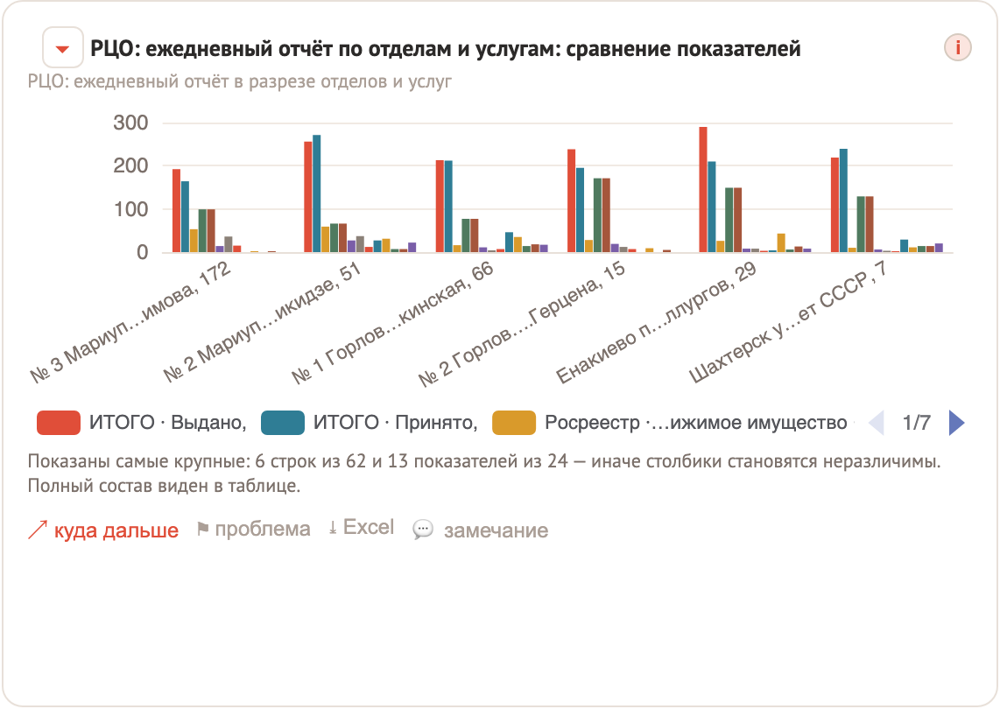 РЦО: ежедневный отчёт по отделам и услугам: сравнение показателей
i
РЦО: ежедневный отчёт в разрезе отделов и услуг
300
200
100
0
№ 3 Мариуп…имова, 172
№ 2 Мариуп…икидзе, 51
№ 1 Горлов…кинская, 66
№ 2 Горлов….Герцена, 15
Енакиево п…ллургов, 29
Шахтерск у…ет СССР, 7
ИТОГО · Выдано, ИТОГО · Принято, Росреестр ·…ижимое имущество 1/7
Показаны самые крупные: 6 строк из 62 и 13 показателей из 24 — иначе столбики становятся неразличимы.
Полный состав виден в таблице.
куда дальше проблема Excel замечание